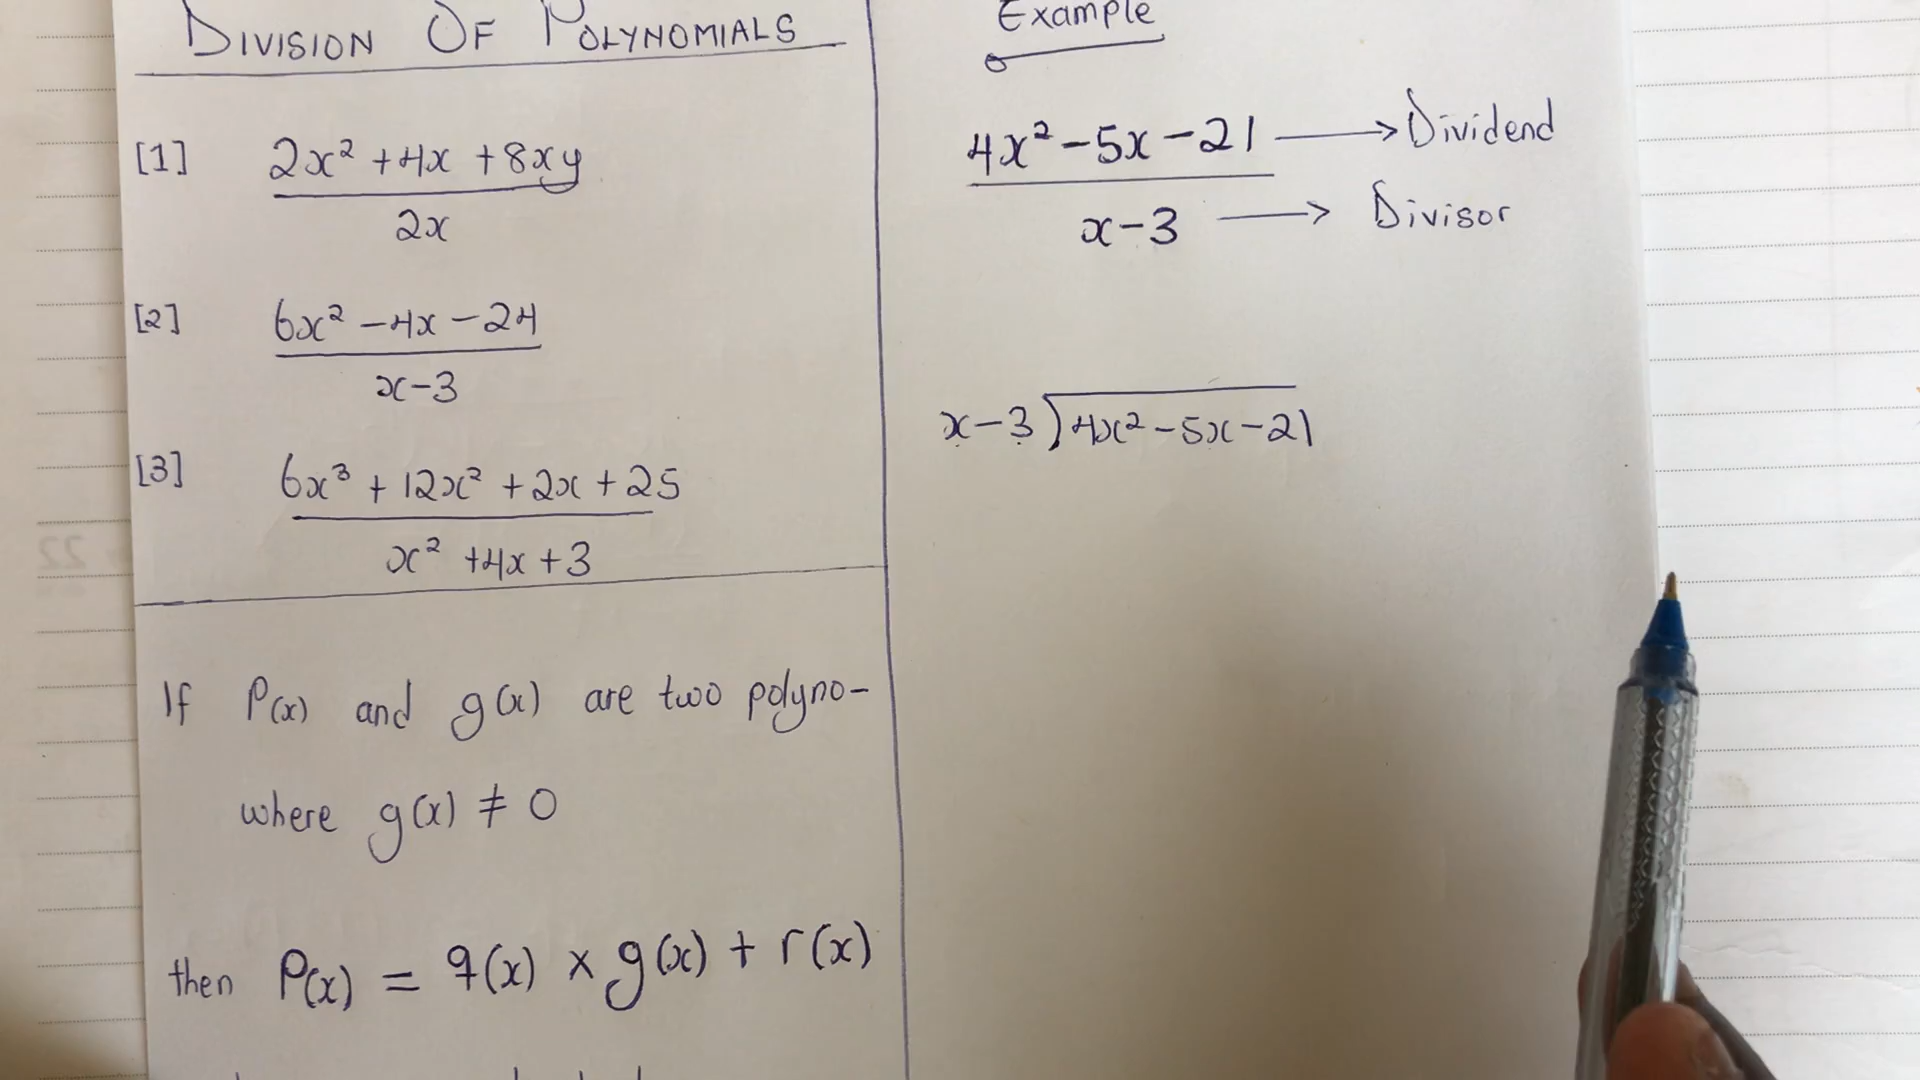 DIVISION OF POLYNOMIALS
[1] 2x² + 4x + 8xy
2x
[2] 6x² - 4x - 24
x - 3
[3] 6x³ + 12x² + 2x + 25
x² + 4x + 3
If P(x) and g(x) are two polyno-
where g(x) ≠ 0
then P(x) = q(x) × g(x) + r(x)
Example
4x² - 5x - 21 → Dividend
x - 3 → Divisor
x - 3 ) 4x² - 5x - 21
22